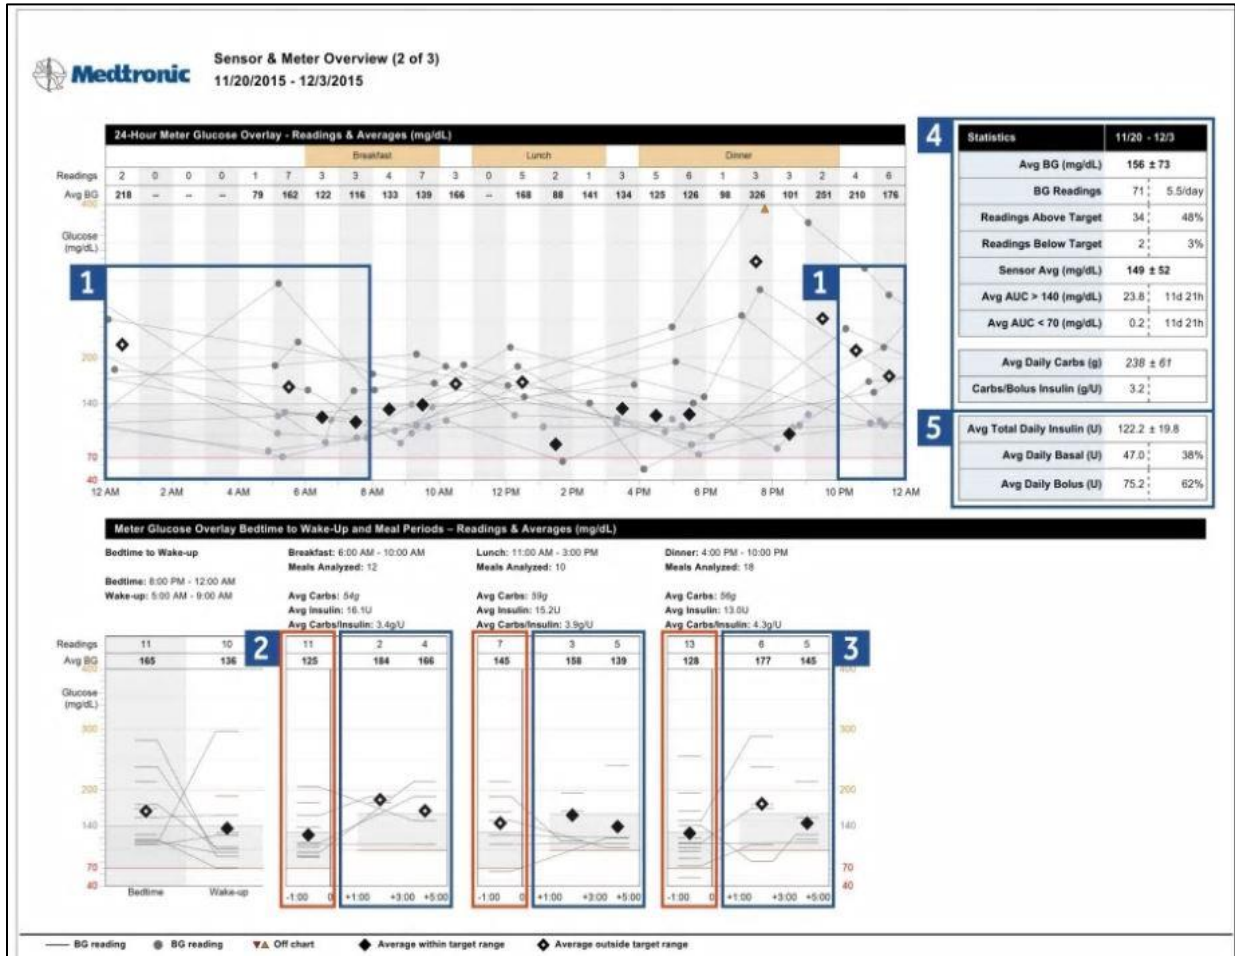 Medtronic
Sensor & Meter Overview (2 of 3)
11/20/2015 - 12/3/2015
24-Hour Meter Glucose Overlay - Readings & Averages (mg/dL)
Breakfast Lunch Dinner
Readings 2 0 0 0 1 7 3 3 4 7 3 0 5 2 1 3 5 6 1 3 3 2 4 6
Avg BG 218 -- -- -- 79 162 122 116 133 139 166 -- 168 88 141 134 125 126 98 326 101 251 210 176
400
Glucose
(mg/dL)
1 1
200
140
70
40
12 AM 2 AM 4 AM 6 AM 8 AM 10 AM 12 PM 2 PM 4 PM 6 PM 8 PM 10 PM 12 AM
4
Statistics 11/20 - 12/3
Avg BG (mg/dL) 156 ± 73
BG Readings 71 5.5/day
Readings Above Target 34 48%
Readings Below Target 2 3%
Sensor Avg (mg/dL) 149 ± 52
Avg AUC > 140 (mg/dL) 23.8 11d 21h
Avg AUC < 70 (mg/dL) 0.2 11d 21h
Avg Daily Carbs (g) 238 ± 61
Carbs/Bolus Insulin (g/U) 3.2
5
Avg Total Daily Insulin (U) 122.2 ± 19.8
Avg Daily Basal (U) 47.0 38%
Avg Daily Bolus (U) 75.2 62%
Meter Glucose Overlay Bedtime to Wake-Up and Meal Periods – Readings & Averages (mg/dL)
Bedtime to Wake-up
Bedtime: 8:00 PM - 12:00 AM
Wake-up: 5:00 AM - 9:00 AM
Breakfast: 6:00 AM - 10:00 AM
Meals Analyzed: 12
Avg Carbs: 54g
Avg Insulin: 16.1U
Avg Carbs/Insulin: 3.4g/U
Lunch: 11:00 AM - 3:00 PM
Meals Analyzed: 10
Avg Carbs: 59g
Avg Insulin: 15.2U
Avg Carbs/Insulin: 3.9g/U
Dinner: 4:00 PM - 10:00 PM
Meals Analyzed: 18
Avg Carbs: 56g
Avg Insulin: 13.0U
Avg Carbs/Insulin: 4.3g/U
Readings 11 10 2 11 2 4 7 3 5 13 6 5 3
Avg BG 165 136 125 184 166 145 158 139 128 177 145
400 400
Glucose
(mg/dL)
300 300
200 200
140 140
70 70
40 40
Bedtime Wake-up -1:00 0 +1:00 +3:00 +5:00 -1:00 0 +1:00 +3:00 +5:00 -1:00 0 +1:00 +3:00 +5:00
BG reading BG reading Off chart Average within target range Average outside target range